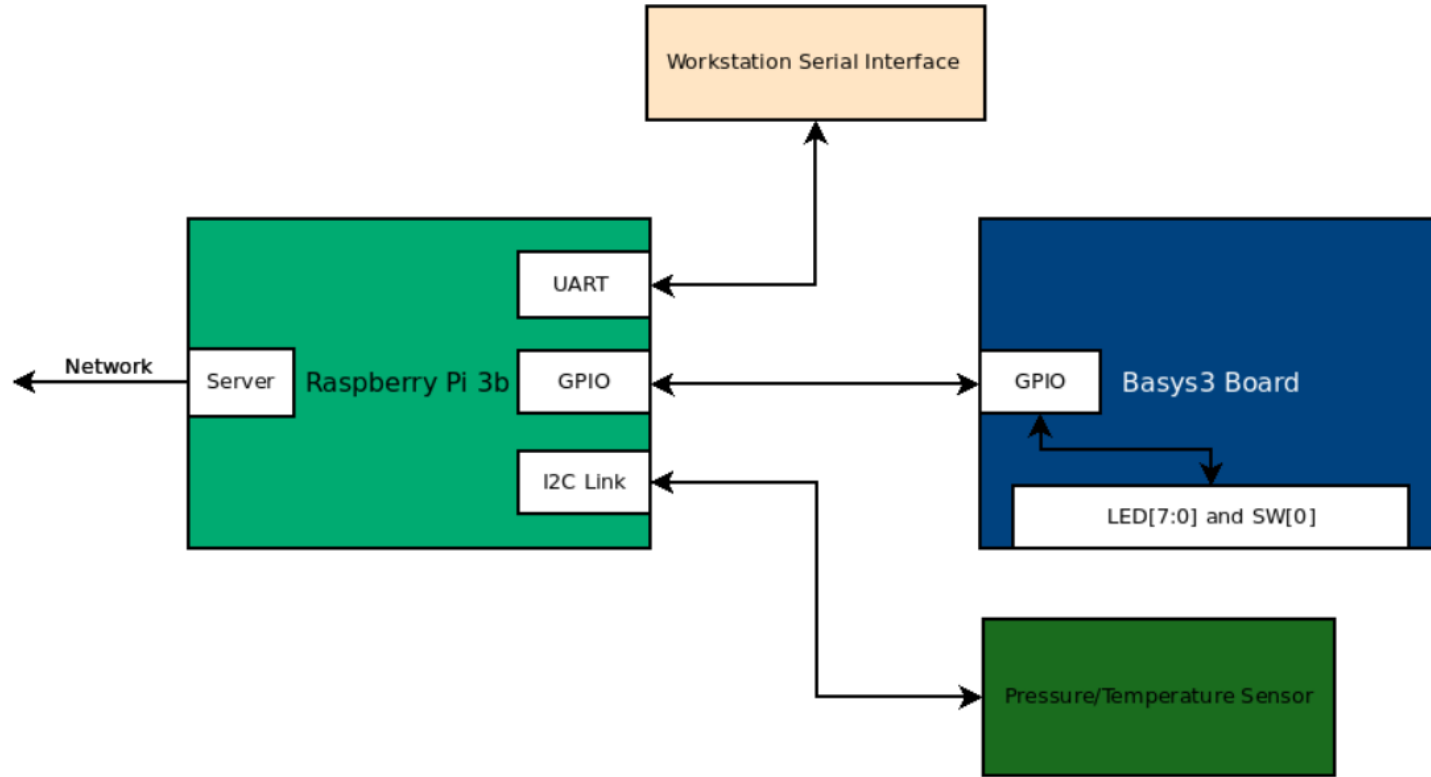 Workstation Serial Interface
UART
Network
Server
Raspberry Pi 3b
GPIO
GPIO
Basys3 Board
I2C Link
LED[7:0] and SW[0]
Pressure/Temperature Sensor